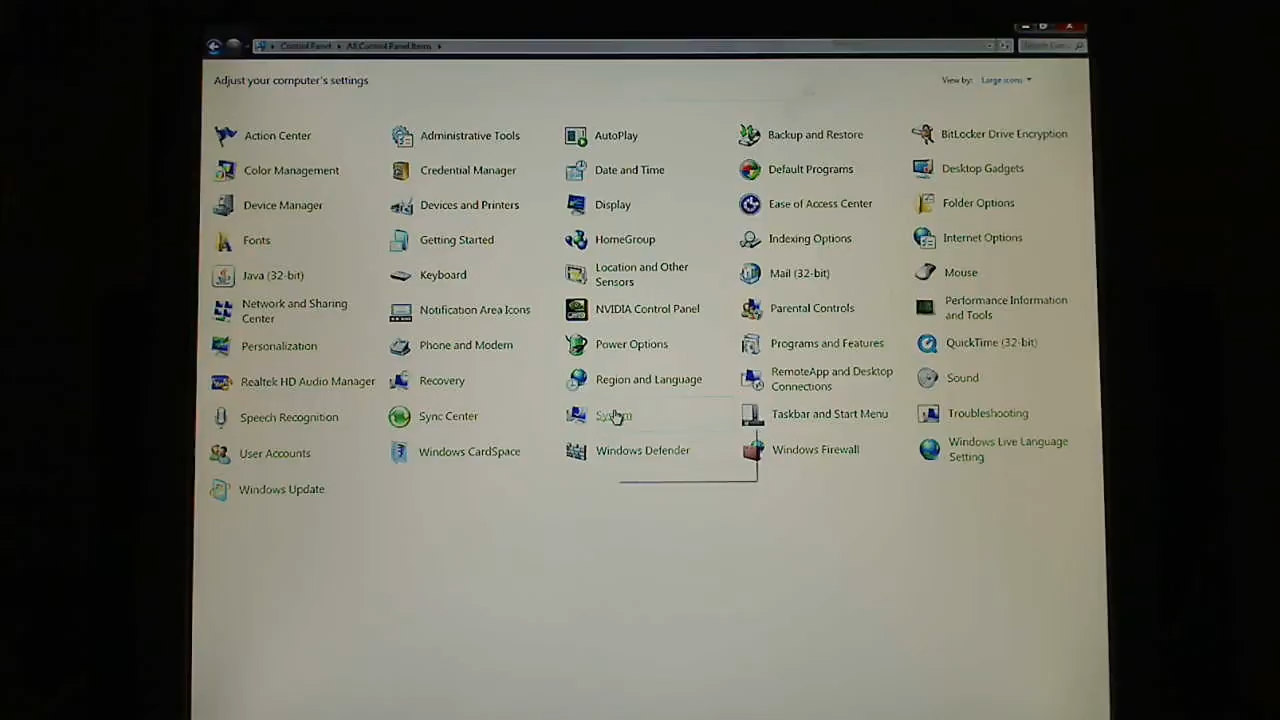 Control Panel All Control Panel Items
Adjust your computer's settings
View by: Large icons
Action Center
Administrative Tools
AutoPlay
Backup and Restore
BitLocker Drive Encryption
Color Management
Credential Manager
Date and Time
Default Programs
Desktop Gadgets
Device Manager
Devices and Printers
Display
Ease of Access Center
Folder Options
Fonts
Getting Started
HomeGroup
Indexing Options
Internet Options
Java (32-bit)
Keyboard
Location and Other
Sensors
Mail (32-bit)
Mouse
Network and Sharing
Center
Notification Area Icons
NVIDIA Control Panel
Parental Controls
Performance Information
and Tools
Personalization
Phone and Modem
Power Options
Programs and Features
QuickTime (32-bit)
Realtek HD Audio Manager
Recovery
Region and Language
RemoteApp and Desktop
Connections
Sound
Speech Recognition
Sync Center
System
Taskbar and Start Menu
Troubleshooting
User Accounts
Windows CardSpace
Windows Defender
Windows Firewall
Windows Live Language
Setting
Windows Update